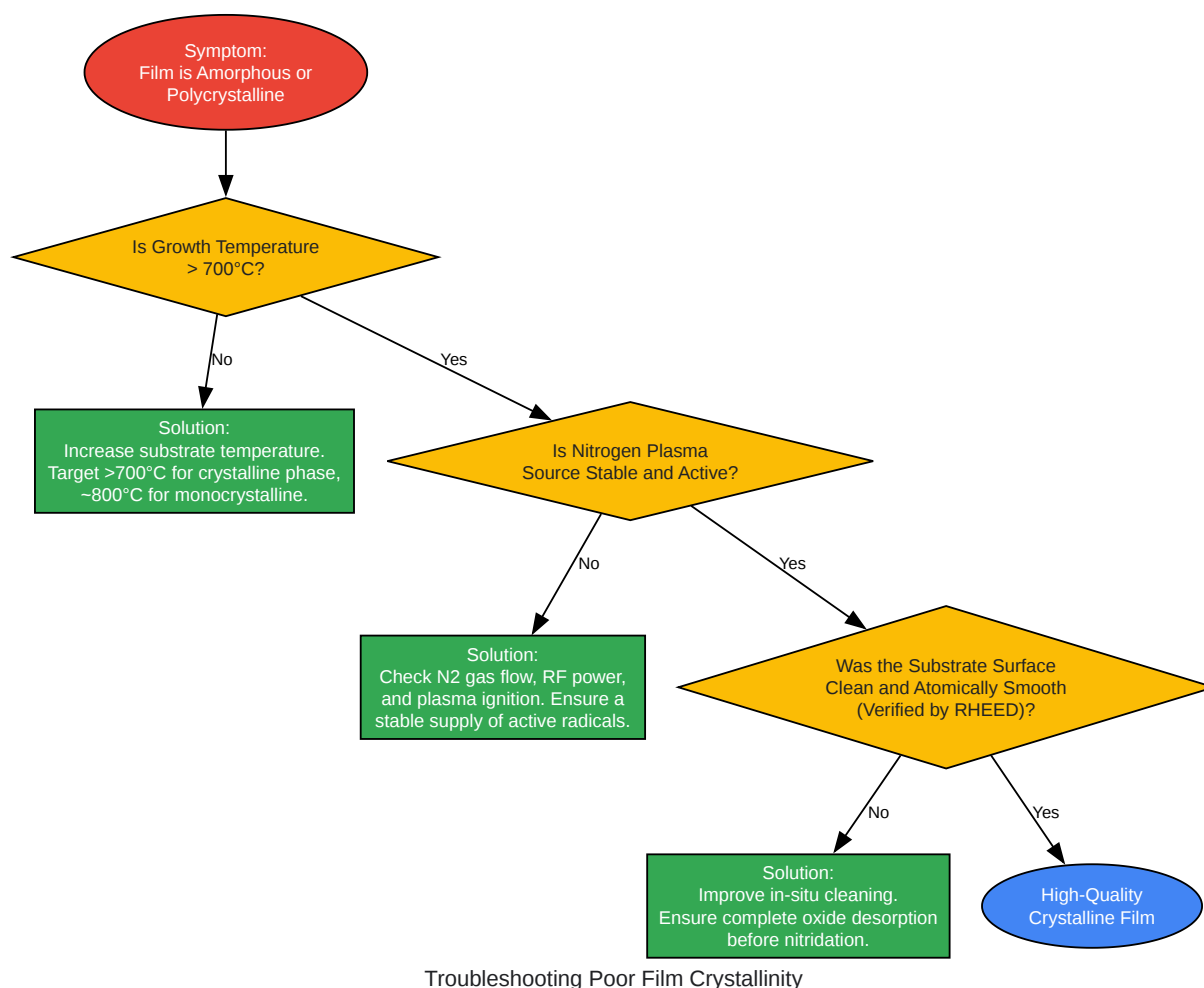 Symptom:
Film is Amorphous or
Polycrystalline
Is Growth Temperature
> 700°C?
No
Yes
Solution:
Increase substrate temperature.
Target >700°C for crystalline phase,
~800°C for monocrystalline.
Is Nitrogen Plasma
Source Stable and Active?
No
Yes
Solution:
Check N2 gas flow, RF power,
and plasma ignition. Ensure a
stable supply of active radicals.
Was the Substrate Surface
Clean and Atomically Smooth
(Verified by RHEED)?
No
Yes
Solution:
Improve in-situ cleaning.
Ensure complete oxide desorption
before nitridation.
High-Quality
Crystalline Film
Troubleshooting Poor Film Crystallinity